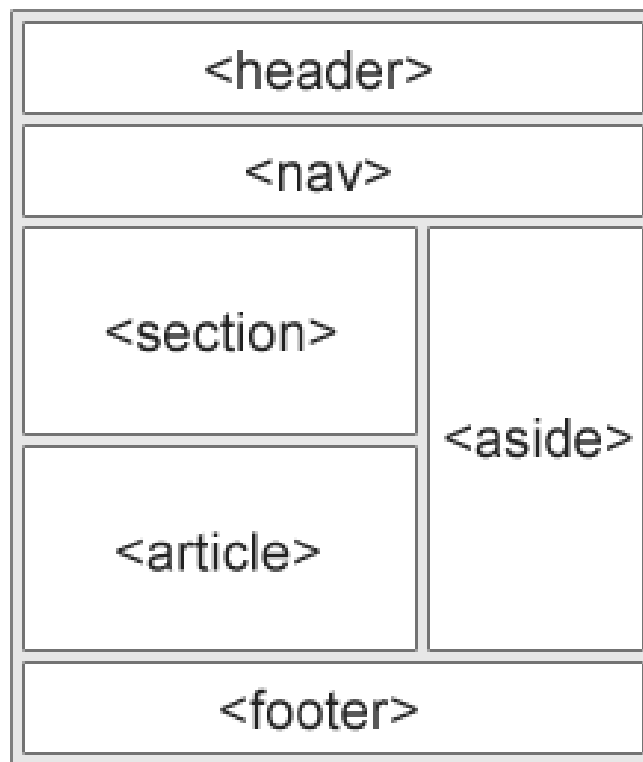 <header>
<nav>
<section>
<aside>
<article>
<footer>